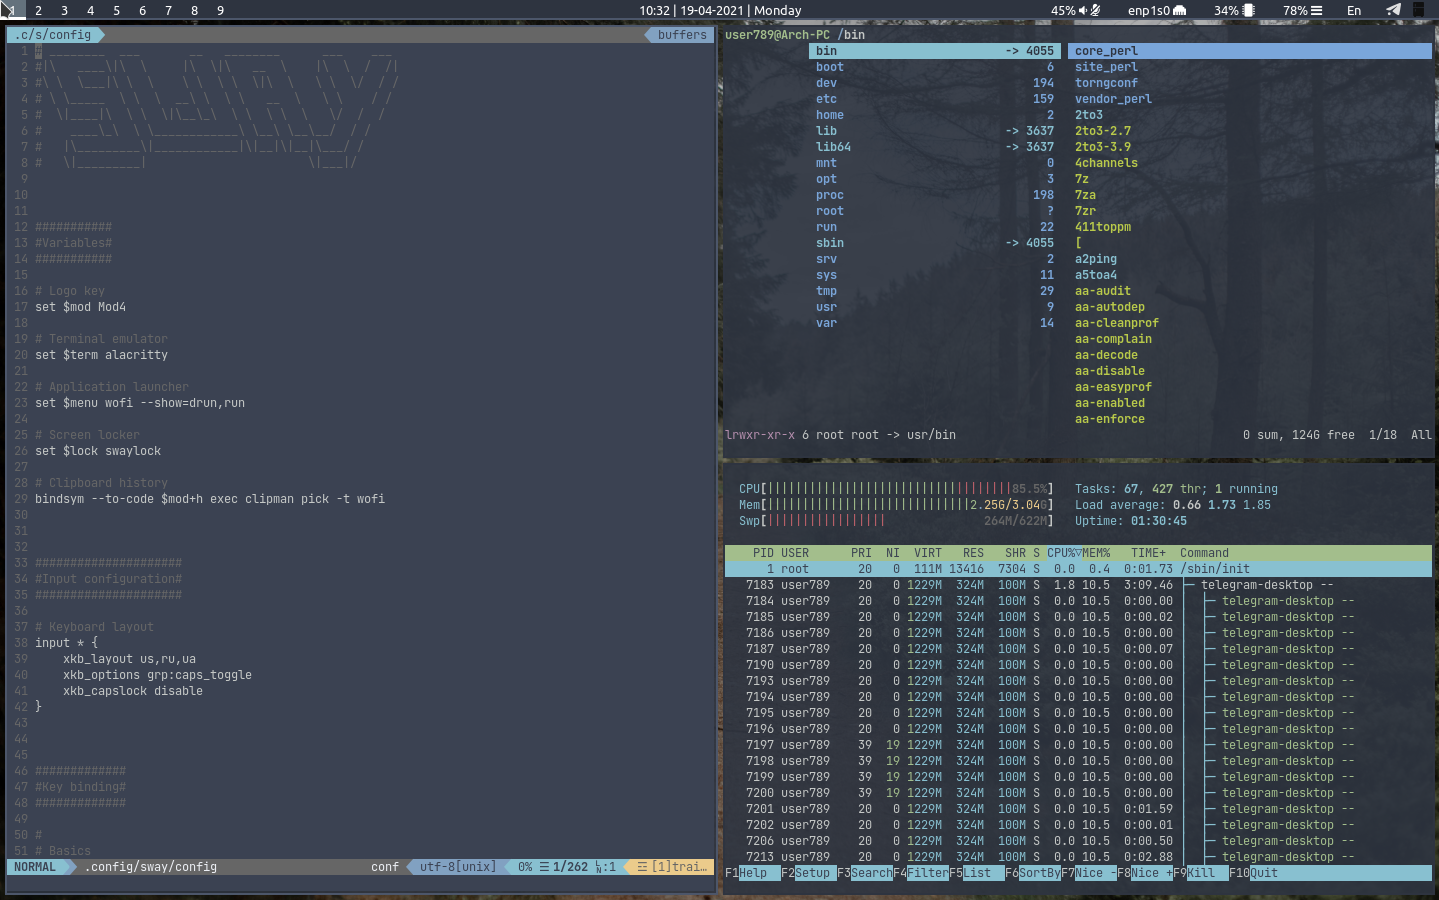 1 2 3 4 5 6 7 8 9
10:32 | 19-04-2021 | Monday
45% enp1s0 34% 78% En
.c/s/config buffers
1 # ________  ___       __   ________      ___    ___
2 #|\   ____\|\  \     |\  \|\   __  \    |\  \  /  /|
3 #\ \  \___|\ \  \    \ \  \ \  \|\  \   \ \  \/  / /
4 # \ \_____  \ \  \  __\ \  \ \   __  \   \ \    / /
5 #  \|____|\  \ \  \|\__\_\  \ \  \ \  \   \/  /  /
6 #    ____\_\  \ \____________\ \__\ \__\__/  / /
7 #   |\_________\|____________|\|__|\|__|\___/ /
8 #   \|_________|                       \|___|/
9
10
11
12 ###########
13 #Variables#
14 ###########
15
16 # Logo key
17 set $mod Mod4
18
19 # Terminal emulator
20 set $term alacritty
21
22 # Application launcher
23 set $menu wofi --show=drun,run
24
25 # Screen locker
26 set $lock swaylock
27
28 # Clipboard history
29 bindsym --to-code $mod+h exec clipman pick -t wofi
30
31
32
33 #####################
34 #Input configuration#
35 #####################
36
37 # Keyboard layout
38 input * {
39     xkb_layout us,ru,ua
40     xkb_options grp:caps_toggle
41     xkb_capslock disable
42 }
43
44
45
46 #############
47 #Key binding#
48 #############
49
50 #
51 # Basics
NORMAL .config/sway/config conf utf-8[unix] 0% ☰ 1/262 :1 ☲ [1]trai…
user789@Arch-PC /bin
bin -> 4055 core_perl
boot 6 site_perl
dev 194 torngconf
etc 159 vendor_perl
home 2 2to3
lib -> 3637 2to3-2.7
lib64 -> 3637 2to3-3.9
mnt 0 4channels
opt 3 7z
proc 198 7za
root ? 7zr
run 22 411toppm
sbin -> 4055 [
srv 2 a2ping
sys 11 a5toa4
tmp 29 aa-audit
usr 9 aa-autodep
var 14 aa-cleanprof
aa-complain
aa-decode
aa-disable
aa-easyprof
aa-enabled
aa-enforce
lrwxr-xr-x 6 root root -> usr/bin 0 sum, 124G free 1/18 All
CPU[||||||||||||||||||||||||||||||||||| 85.5%] Tasks: 67, 427 thr; 1 running
Mem[|||||||||||||||||||||||||||||2.25G/3.04G] Load average: 0.66 1.73 1.85
Swp[||||||||||||||||| 264M/622M] Uptime: 01:30:45
PID USER PRI NI VIRT RES SHR S CPU%▽MEM% TIME+ Command
1 root 20 0 111M 13416 7304 S 0.0 0.4 0:01.73 /sbin/init
7183 user789 20 0 1229M 324M 100M S 1.8 10.5 3:09.46 ├─ telegram-desktop --
7184 user789 20 0 1229M 324M 100M S 0.0 10.5 0:00.00 │ ├─ telegram-desktop --
7185 user789 20 0 1229M 324M 100M S 0.0 10.5 0:00.02 │ ├─ telegram-desktop --
7186 user789 20 0 1229M 324M 100M S 0.0 10.5 0:00.00 │ ├─ telegram-desktop --
7187 user789 20 0 1229M 324M 100M S 0.0 10.5 0:00.07 │ ├─ telegram-desktop --
7190 user789 20 0 1229M 324M 100M S 0.0 10.5 0:00.00 │ ├─ telegram-desktop --
7193 user789 20 0 1229M 324M 100M S 0.0 10.5 0:00.00 │ ├─ telegram-desktop --
7194 user789 20 0 1229M 324M 100M S 0.0 10.5 0:00.00 │ ├─ telegram-desktop --
7195 user789 20 0 1229M 324M 100M S 0.0 10.5 0:00.00 │ ├─ telegram-desktop --
7196 user789 20 0 1229M 324M 100M S 0.0 10.5 0:00.00 │ ├─ telegram-desktop --
7197 user789 39 19 1229M 324M 100M S 0.0 10.5 0:00.00 │ ├─ telegram-desktop --
7198 user789 39 19 1229M 324M 100M S 0.0 10.5 0:00.00 │ ├─ telegram-desktop --
7199 user789 39 19 1229M 324M 100M S 0.0 10.5 0:00.00 │ ├─ telegram-desktop --
7200 user789 39 19 1229M 324M 100M S 0.0 10.5 0:00.00 │ ├─ telegram-desktop --
7201 user789 20 0 1229M 324M 100M S 0.0 10.5 0:01.59 │ ├─ telegram-desktop --
7202 user789 20 0 1229M 324M 100M S 0.0 10.5 0:00.01 │ ├─ telegram-desktop --
7206 user789 20 0 1229M 324M 100M S 0.0 10.5 0:00.50 │ ├─ telegram-desktop --
7213 user789 20 0 1229M 324M 100M S 0.0 10.5 0:02.88 │ ├─ telegram-desktop --
F1Help F2Setup F3SearchF4FilterF5List F6SortByF7Nice -F8Nice +F9Kill F10Quit